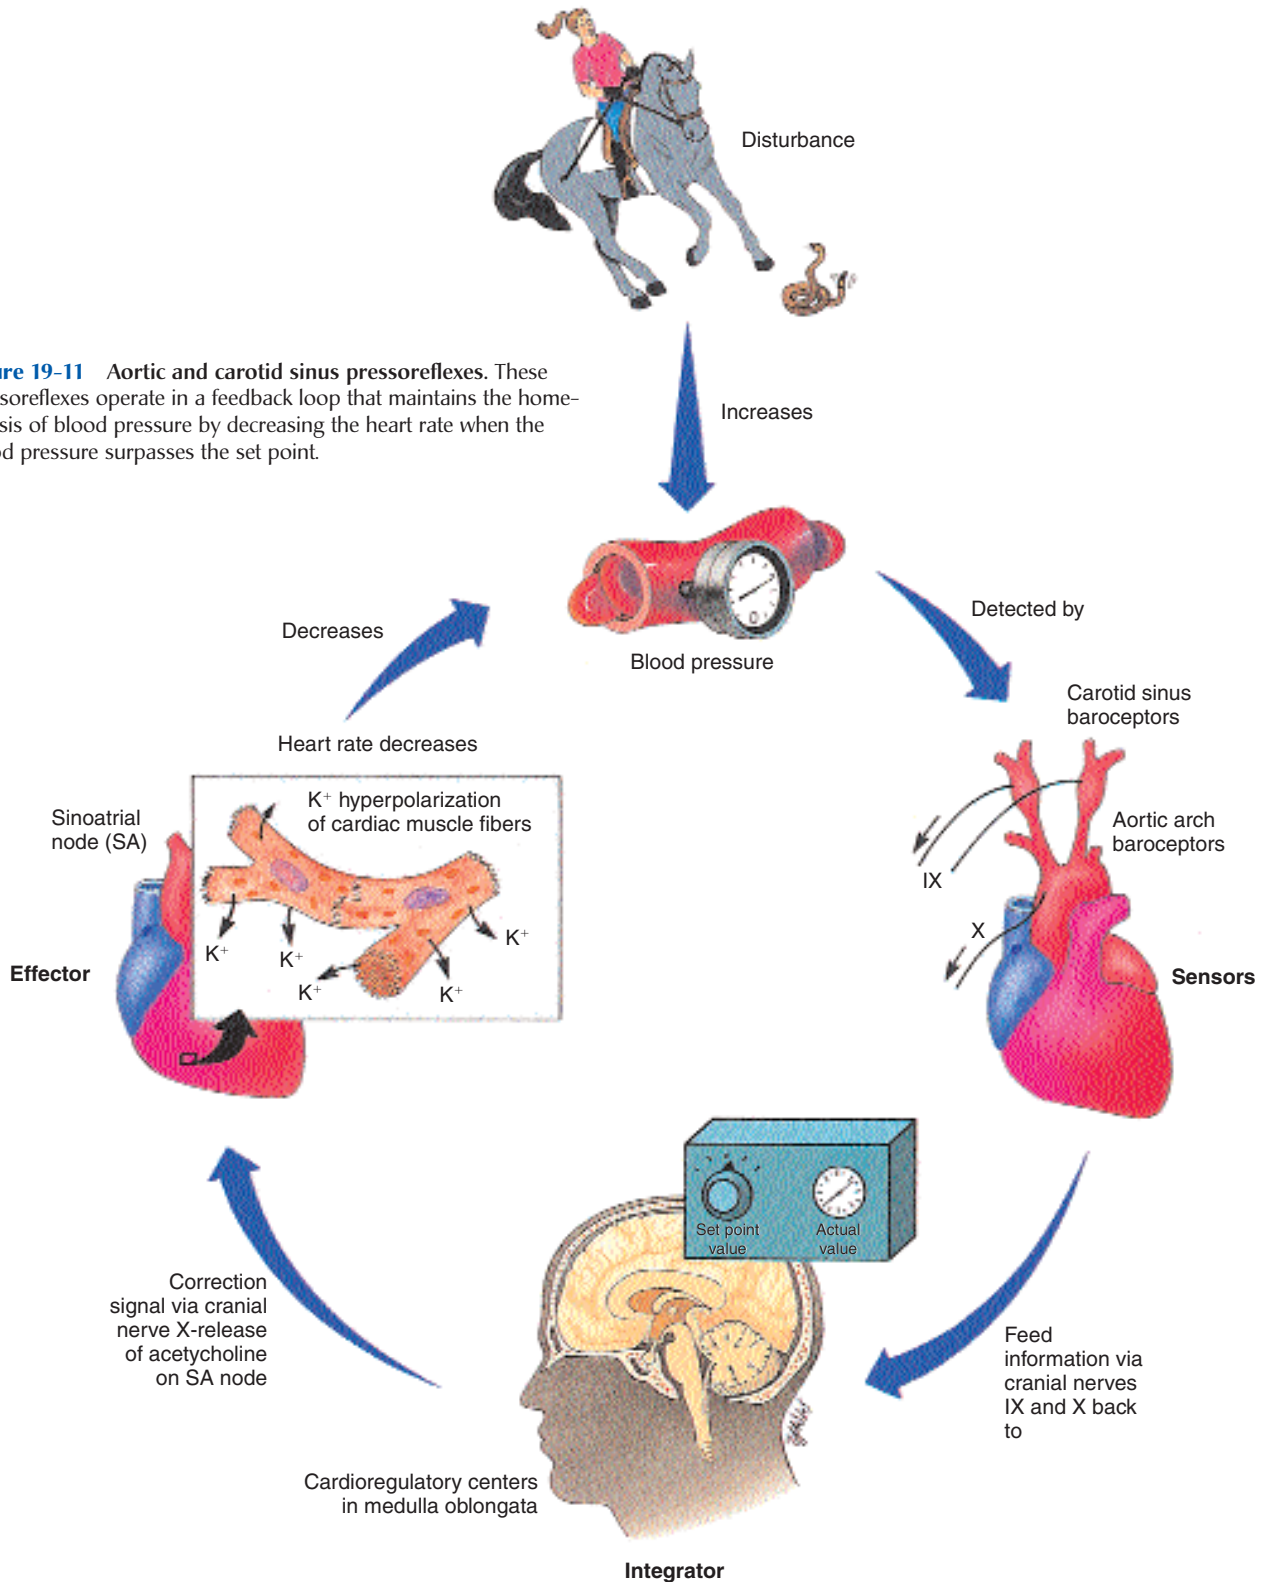 Disturbance
ure 19-11 Aortic and carotid sinus pressoreflexes. These
soreflexes operate in a feedback loop that maintains the home-
sis of blood pressure by decreasing the heart rate when the
d pressure surpasses the set point.
Increases
Decreases
Detected by
Blood pressure
Carotid sinus
baroceptors
Heart rate decreases
Sinoatrial
node (SA)
K⁺ hyperpolarization
of cardiac muscle fibers
Aortic arch
baroceptors
IX
X
K⁺
K⁺
K⁺
K⁺
K⁺
Effector
Sensors
Set point
value
Actual
value
Correction
signal via cranial
nerve X-release
of acetycholine
on SA node
Feed
information via
cranial nerves
IX and X back
to
Cardioregulatory centers
in medulla oblongata
Integrator